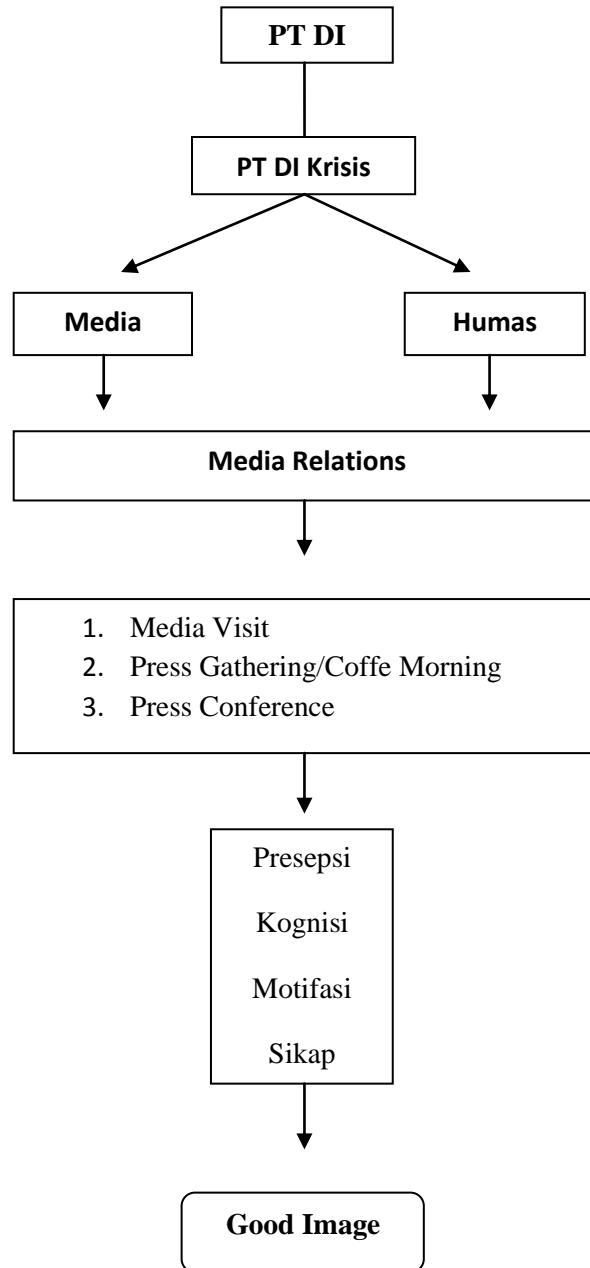 PT DI
PT DI Krisis
Media
Humas
Media Relations
1. Media Visit
2. Press Gathering/Coffe Morning
3. Press Conference
Presepsi
Kognisi
Motifasi
Sikap
Good Image